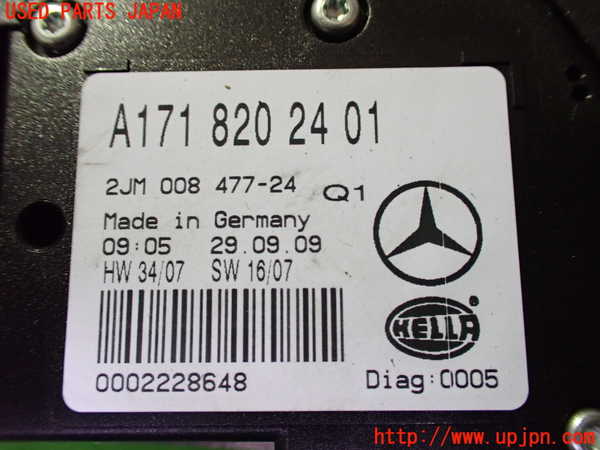 USED PARTS JAPAN
A171 820 24 01
2JM 008 477-24 Q1
Made in Germany
09:05 29.09.09
HW 34/07 SW 16/07
HELLA ®
0002228648 Diag:0005
http://www.upjpn.com/